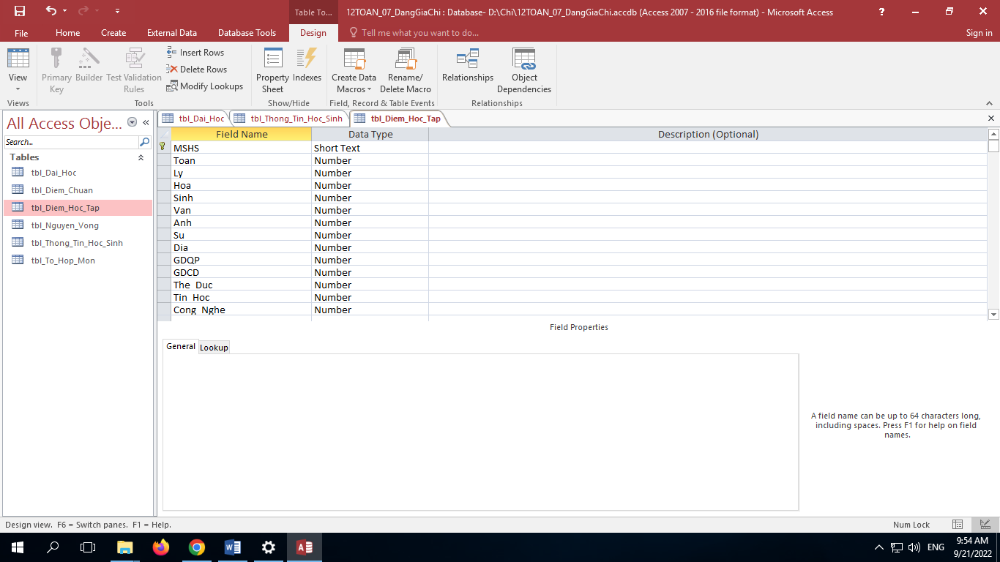 Table To...
12TOAN_07_DangGiaChi : Database- D:\Chi\12TOAN_07_DangGiaChi.accdb (Access 2007 - 2016 file format) - Microsoft Access
?
File Home Create External Data Database Tools Design Tell me what you want to do... Sign in
View
Views
Primary Key
Builder
Test Validation Rules
Insert Rows
Delete Rows
Modify Lookups
Tools
Property Sheet
Indexes
Show/Hide
Create Data Macros
Rename/ Delete Macro
Field, Record & Table Events
Relationships
Object Dependencies
Relationships
All Access Obje...
Search...
Tables
tbl_Dai_Hoc
tbl_Diem_Chuan
tbl_Diem_Hoc_Tap
tbl_Nguyen_Vong
tbl_Thong_Tin_Hoc_Sinh
tbl_To_Hop_Mon
tbl_Dai_Hoc tbl_Thong_Tin_Hoc_Sinh tbl_Diem_Hoc_Tap
Field Name Data Type Description (Optional)
MSHS Short Text
Toan Number
Ly Number
Hoa Number
Sinh Number
Van Number
Anh Number
Su Number
Dia Number
GDQP Number
GDCD Number
The_Duc Number
Tin_Hoc Number
Cong_Nghe Number
Field Properties
General Lookup
A field name can be up to 64 characters long,
including spaces. Press F1 for help on field
names.
Design view. F6 = Switch panes. F1 = Help.
Num Lock
ENG
9:54 AM
9/21/2022